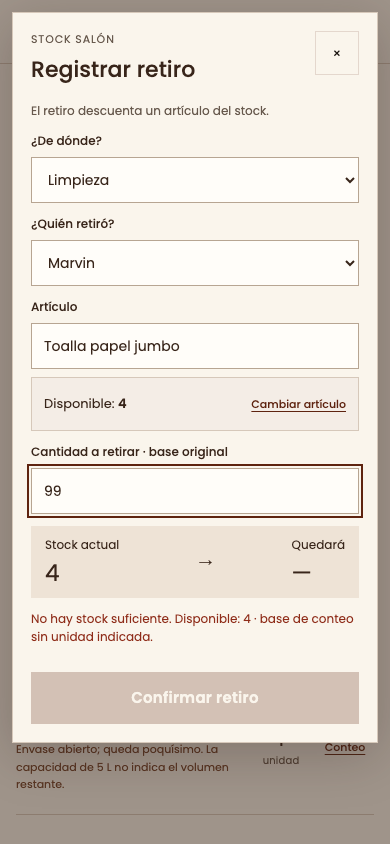 STOCK SALÓN
Registrar retiro
×
El retiro descuenta un artículo del stock.
¿De dónde?
Limpieza
¿Quién retiró?
Marvin
Artículo
Toalla papel jumbo
Disponible: 4
Cambiar artículo
Cantidad a retirar · base original
99
Stock actual
4
→
Quedará
—
No hay stock suficiente. Disponible: 4 · base de conteo
sin unidad indicada.
Confirmar retiro
Envase abierto; queda poquísimo. La
capacidad de 5 L no indica el volumen
restante.
unidad
Conteo